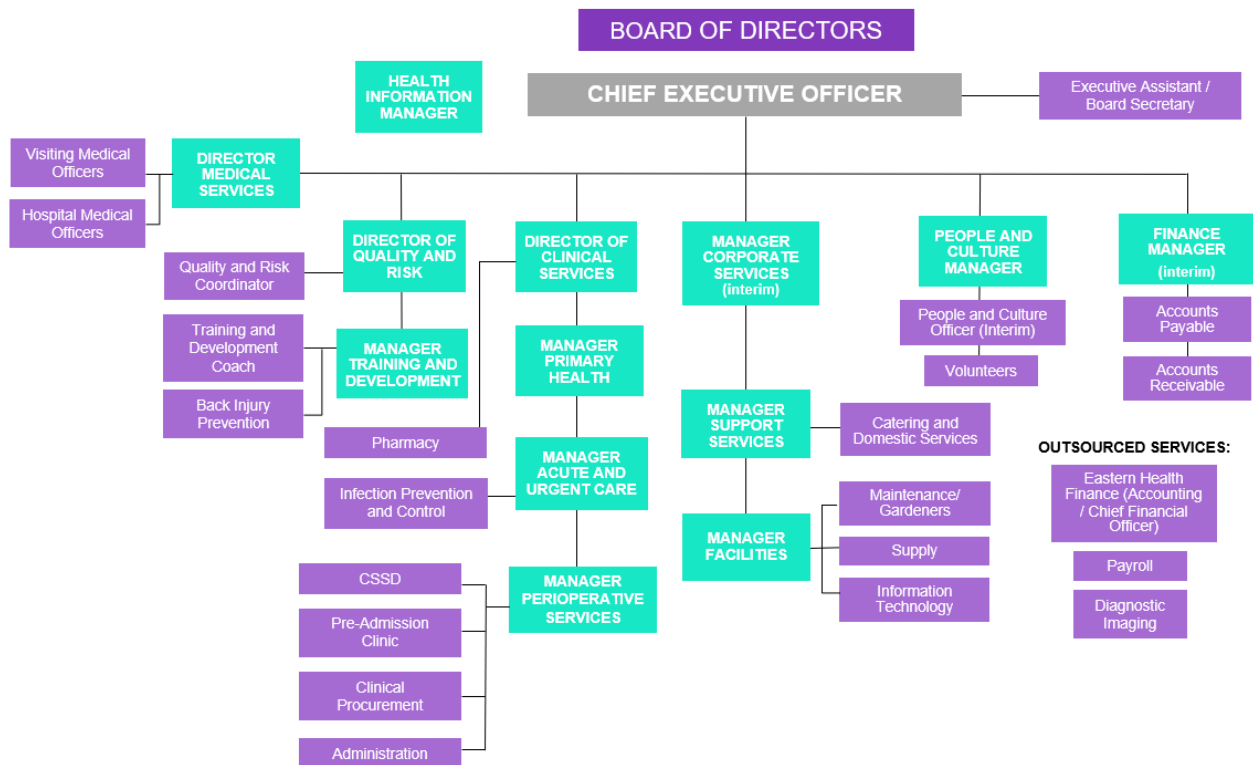 BOARD OF DIRECTORS
HEALTH
INFORMATION
MANAGER
CHIEF EXECUTIVE OFFICER
Executive Assistant /
Board Secretary
Visiting Medical
Officers
Hospital Medical
Officers
DIRECTOR
MEDICAL
SERVICES
DIRECTOR OF
QUALITY AND
RISK
Quality and Risk
Coordinator
Training and
Development
Coach
Back Injury
Prevention
MANAGER
TRAINING AND
DEVELOPMENT
DIRECTOR OF
CLINICAL
SERVICES
MANAGER
PRIMARY
HEALTH
Pharmacy
MANAGER
ACUTE AND
URGENT CARE
Infection Prevention
and Control
MANAGER
PERIOPERATIVE
SERVICES
CSSD
Pre-Admission
Clinic
Clinical
Procurement
Administration
MANAGER
CORPORATE
SERVICES
(interim)
MANAGER
SUPPORT
SERVICES
Catering and
Domestic Services
MANAGER
FACILITIES
Maintenance/
Gardeners
Supply
Information
Technology
PEOPLE AND
CULTURE
MANAGER
People and Culture
Officer (Interim)
Volunteers
FINANCE
MANAGER
(interim)
Accounts
Payable
Accounts
Receivable
OUTSOURCED SERVICES:
Eastern Health
Finance (Accounting
/ Chief Financial
Officer)
Payroll
Diagnostic
Imaging